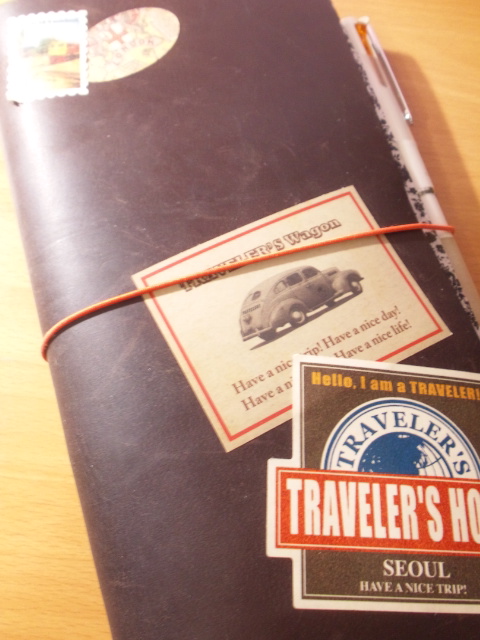 TRAVELER'S Wagon
Have a nice trip! Have a nice day!
Have a nice life!
Hello, I am a TRAVELER!
TRAVELER'S
TRAVELER'S
SEOUL
HAVE A NICE TRIP!